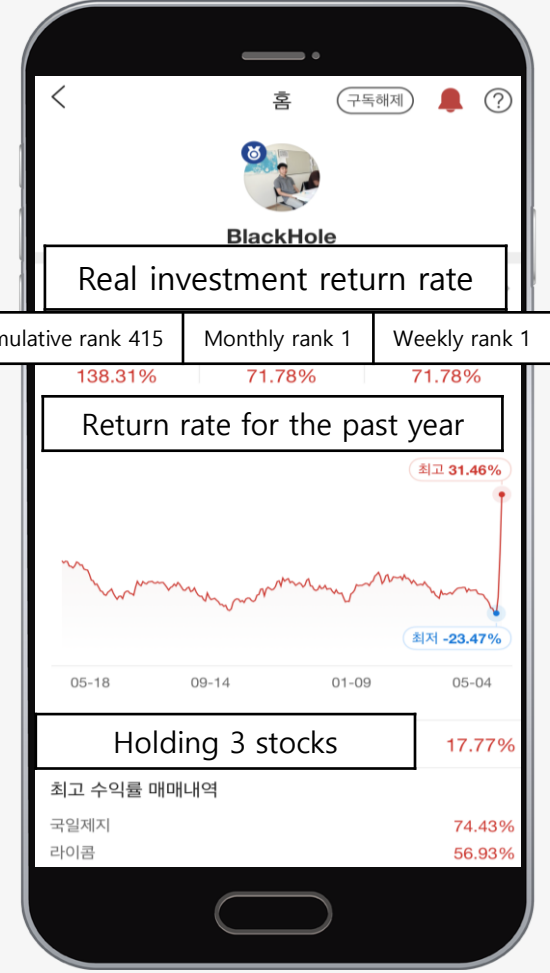 홈
구독해제
?
BlackHole
Real investment return rate
mulative rank 415
Monthly rank 1
Weekly rank 1
138.31%
71.78%
71.78%
Return rate for the past year
최고 31.46%
최저 -23.47%
05-18
09-14
01-09
05-04
Holding 3 stocks
17.77%
최고 수익률 매매내역
국일제지
74.43%
라이콤
56.93%